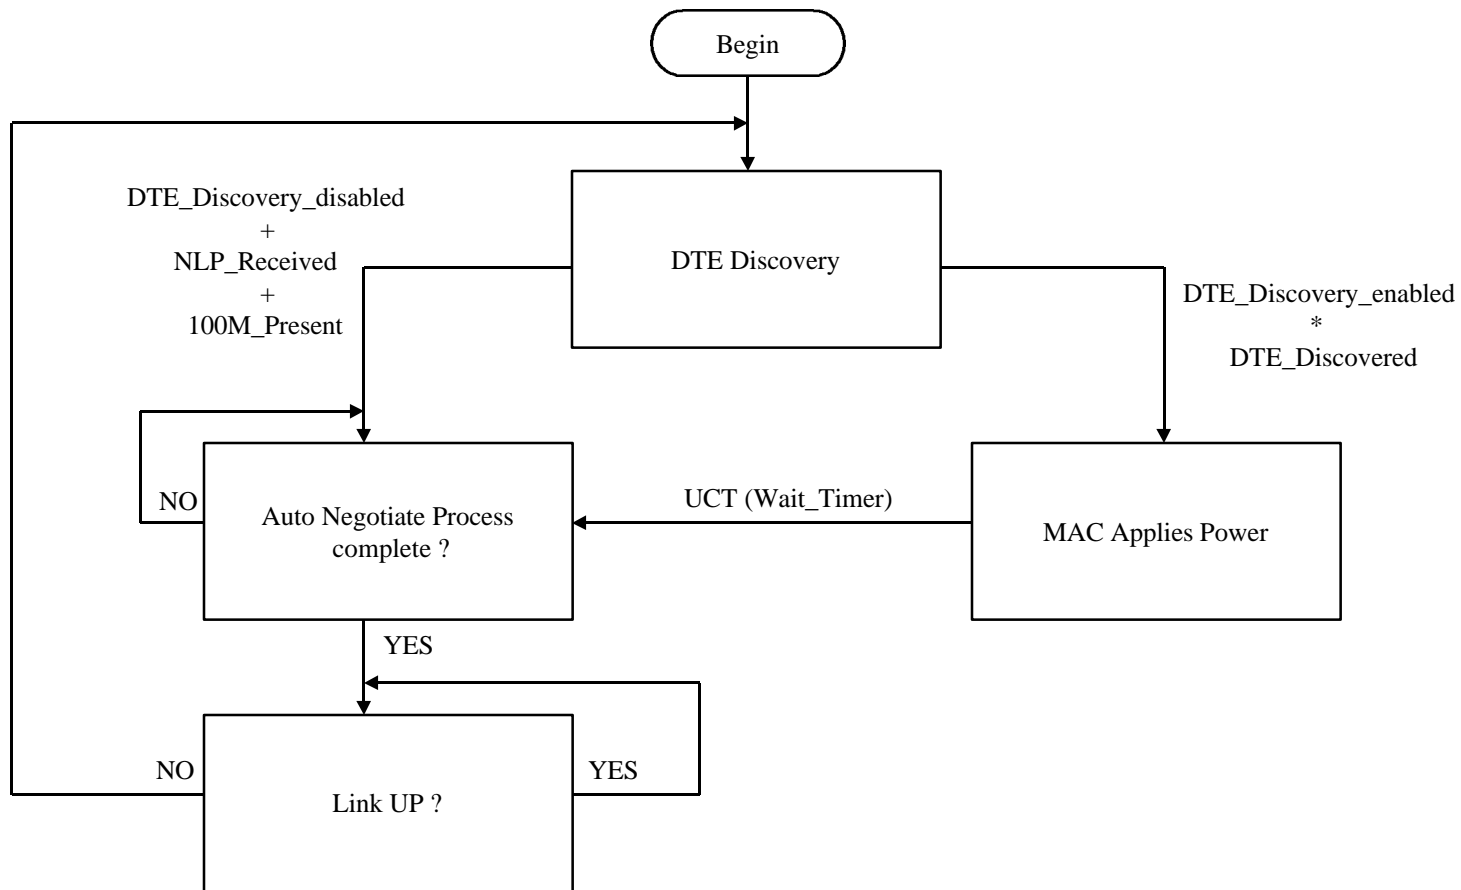 Begin
DTE_Discovery_disabled
+
NLP_Received
+
100M_Present
DTE Discovery
DTE_Discovery_enabled
*
DTE_Discovered
NO
Auto Negotiate Process
complete ?
UCT (Wait_Timer)
MAC Applies Power
YES
NO
Link UP ?
YES